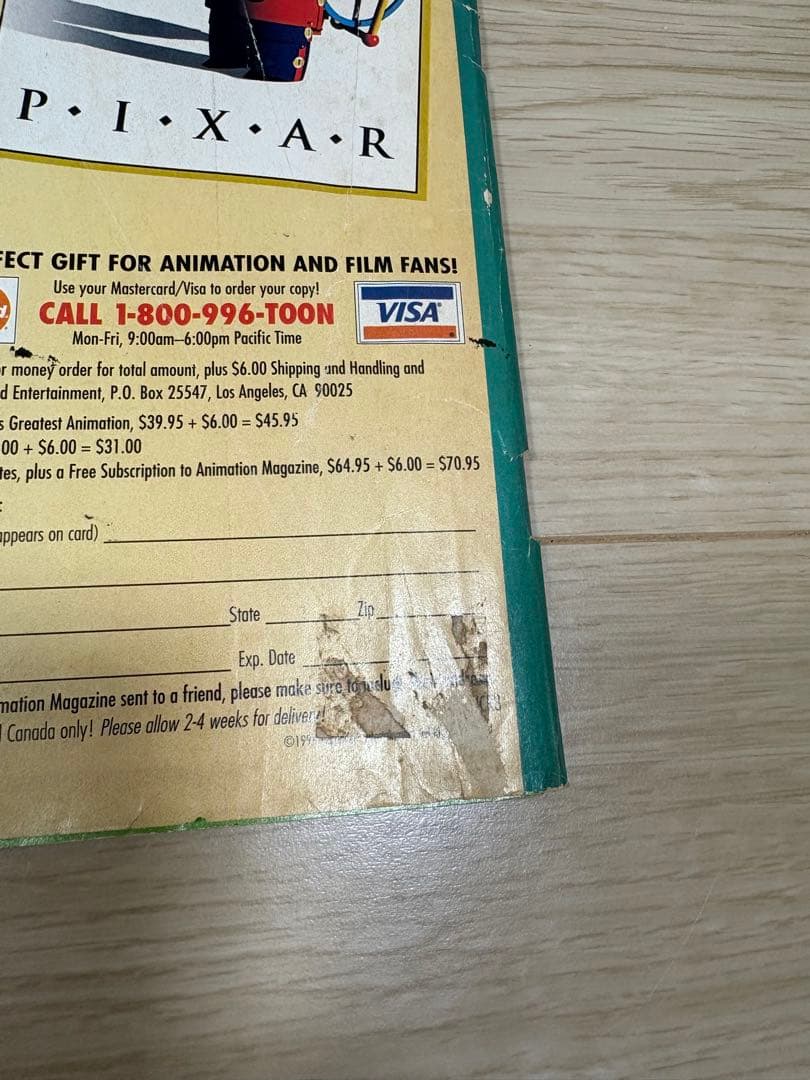 P·I·X·A·R
FECT GIFT FOR ANIMATION AND FILM FANS!
Use your Mastercard/Visa to order your copy!
CALL 1-800-996-TOON
Mon-Fri, 9:00am–6:00pm Pacific Time
VISA
r money order for total amount, plus $6.00 Shipping and Handling and
d Entertainment, P.O. Box 25547, Los Angeles, CA 90025
s Greatest Animation, $39.95 + $6.00 = $45.95
00 + $6.00 = $31.00
tes, plus a Free Subscription to Animation Magazine, $64.95 + $6.00 = $70.95
:
appears on card)
State Zip
Exp. Date
mation Magazine sent to a friend, please make sure to
Canada only! Please allow 2-4 weeks for delivery!
©199